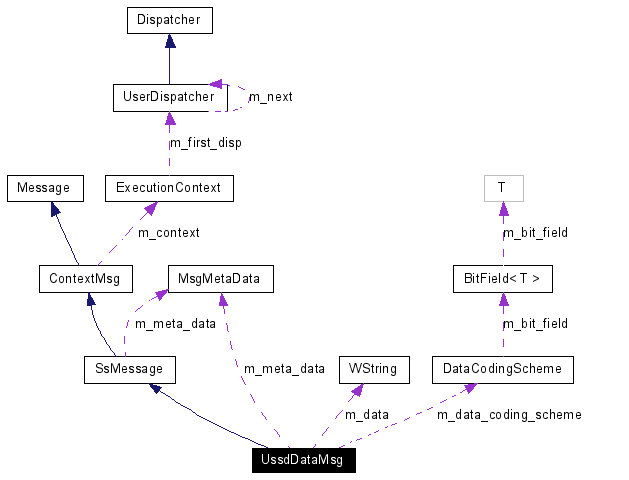 Dispatcher
UserDispatcher
m_next
m_first_disp
Message
ExecutionContext
T
m_context
m_bit_field
ContextMsg
MsgMetaData
BitField< T >
m_meta_data
m_bit_field
SsMessage
m_meta_data
WString
DataCodingScheme
m_data
m_data_coding_scheme
UssdDataMsg